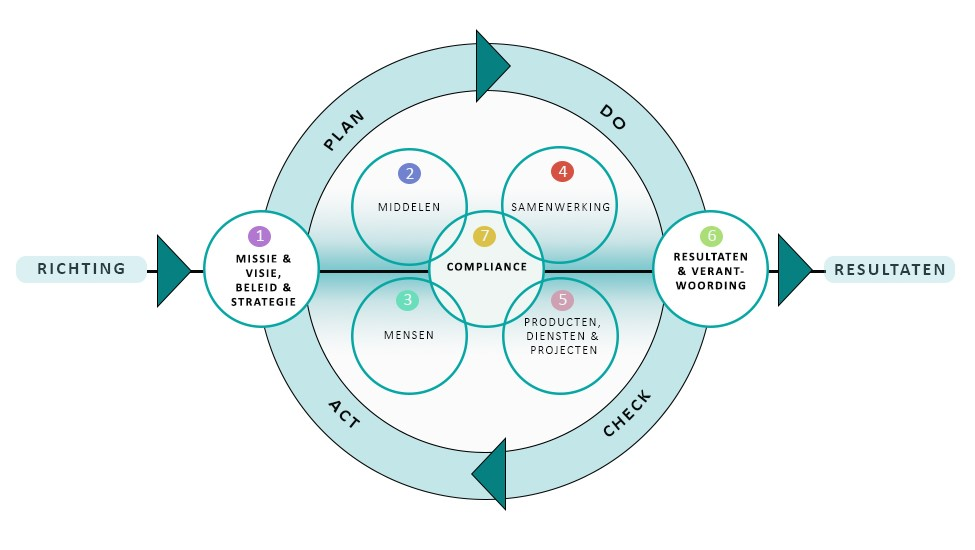 PLAN
DO
2
MIDDELEN
4
SAMENWERKING
1
MISSIE &
VISIE,
BELEID &
STRATEGIE
7
COMPLIANCE
6
RESULTATEN
& VERANT-
WOORDING
RICHTING
RESULTATEN
3
MENSEN
5
PRODUCTEN,
DIENSTEN &
PROJECTEN
ACT
CHECK